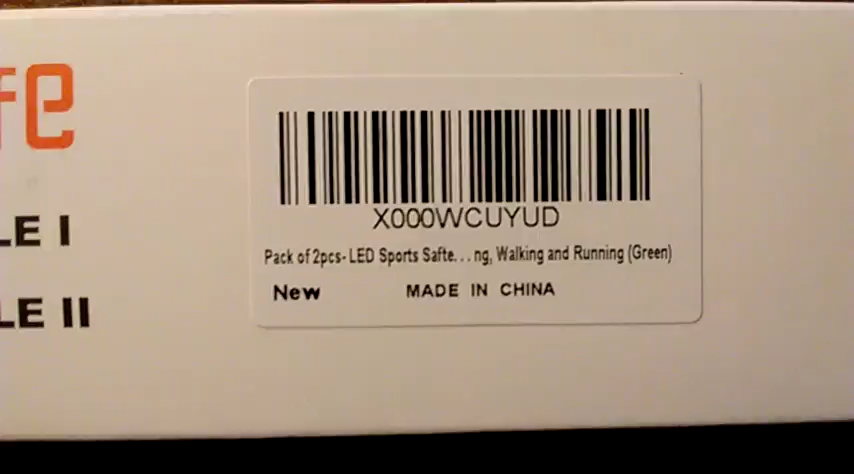 fe
LE I
LE II
X000WCUYUD
Pack of 2pcs- LED Sports Safte...ng, Walking and Running (Green)
New MADE IN CHINA